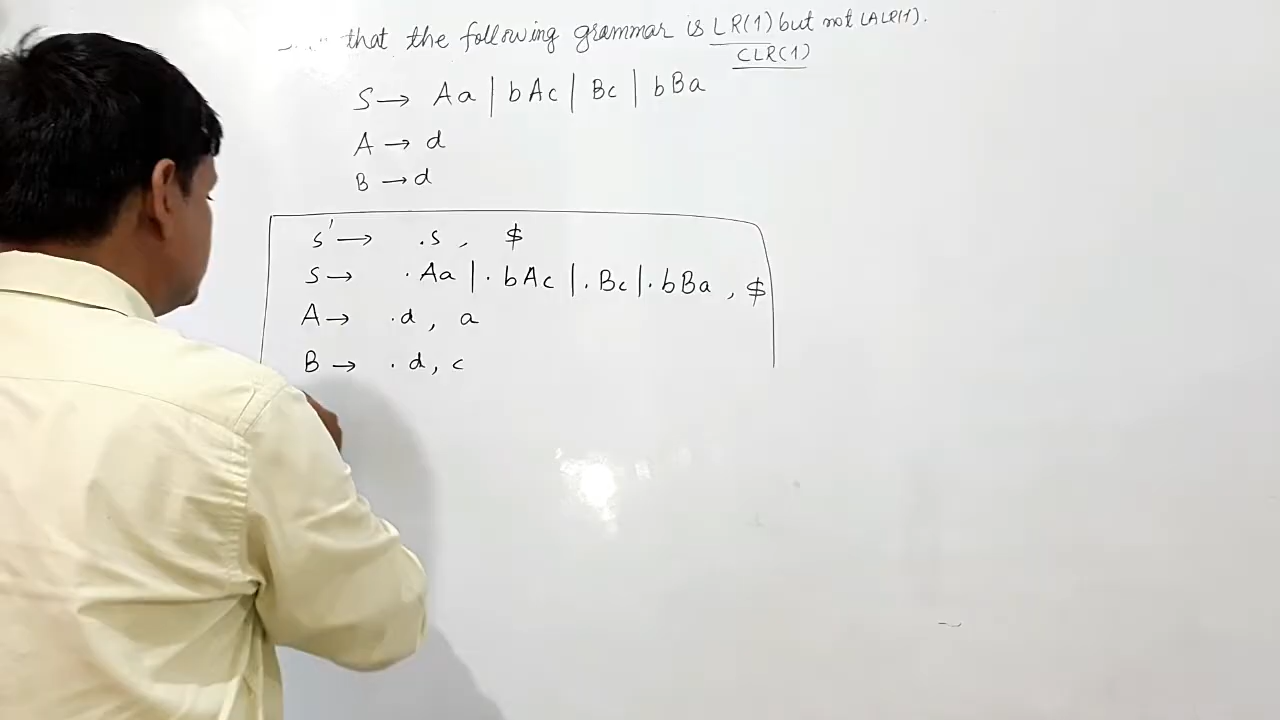 that the following grammar is LR(1) but not LALR(1).
CLR(1)
S → Aa | bAc | Bc | bBa
A → d
B → d
S' → .S , $
S → .Aa | .bAc | .Bc | .bBa , $
A → .d , a
B → .d , c